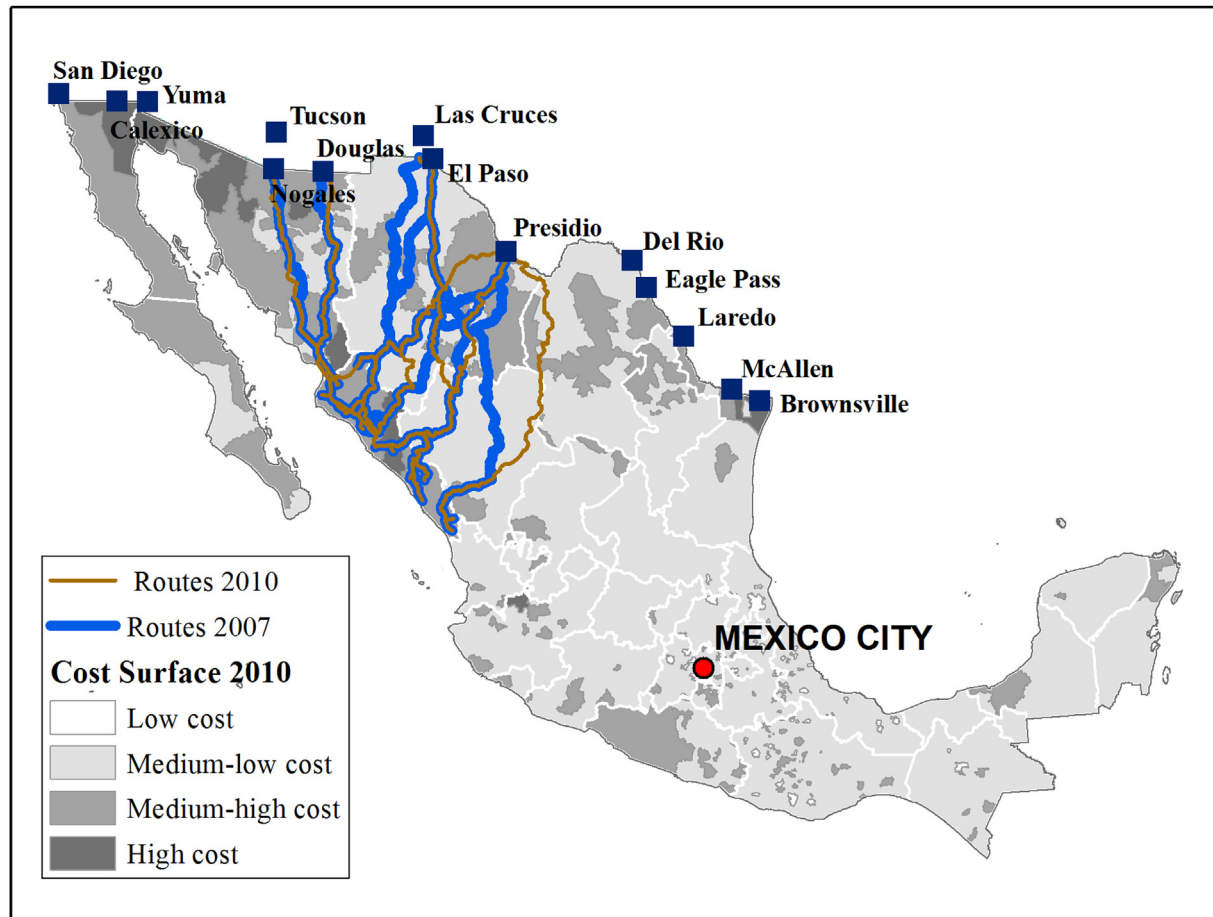 San Diego
Yuma
Calexico
Tucson
Las Cruces
Douglas
El Paso
Nogales
Presidio
Del Rio
Eagle Pass
Laredo
McAllen
Brownsville
MEXICO CITY
Routes 2010
Routes 2007
Cost Surface 2010
Low cost
Medium-low cost
Medium-high cost
High cost